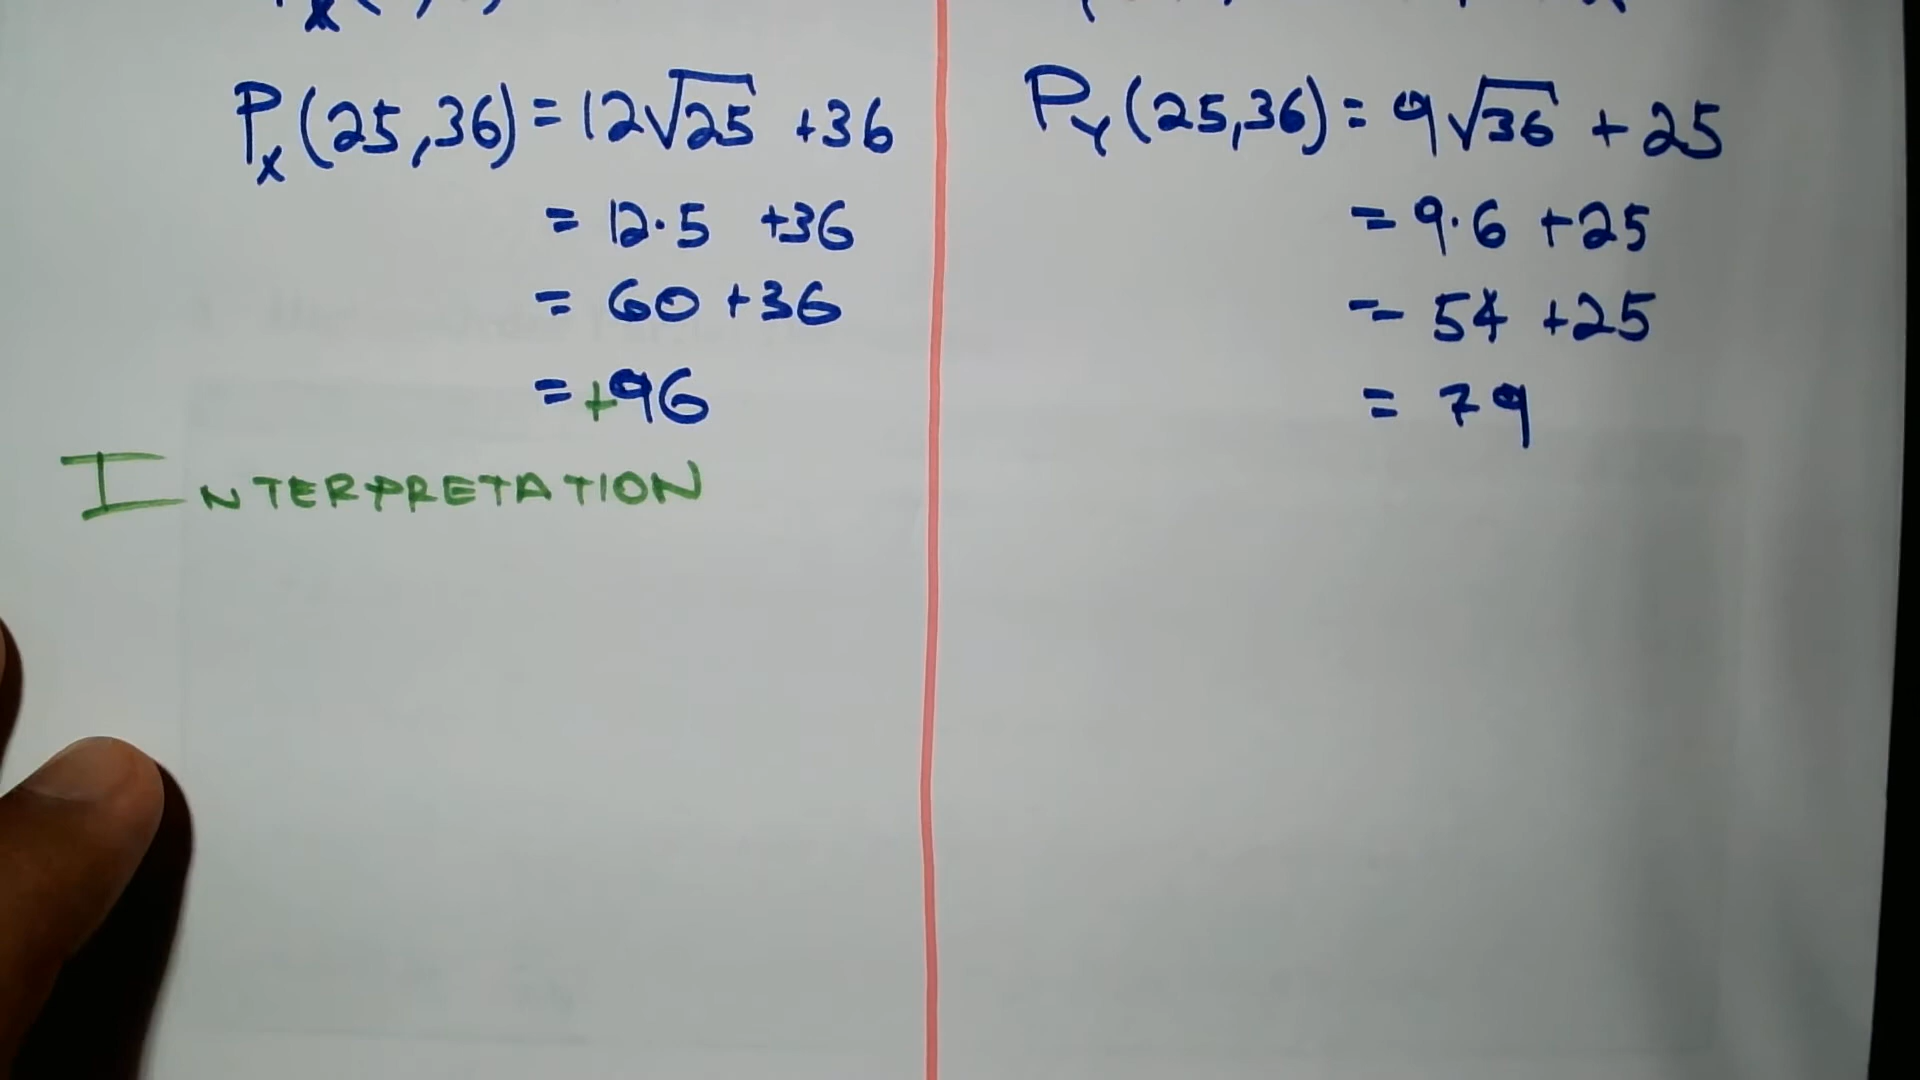 Px(25,36) = 12√25 +36
= 12·5 +36
= 60 +36
= +96
INTERPRETATION
Py(25,36) = 9√36 + 25
= 9·6 +25
= 54 +25
= 79